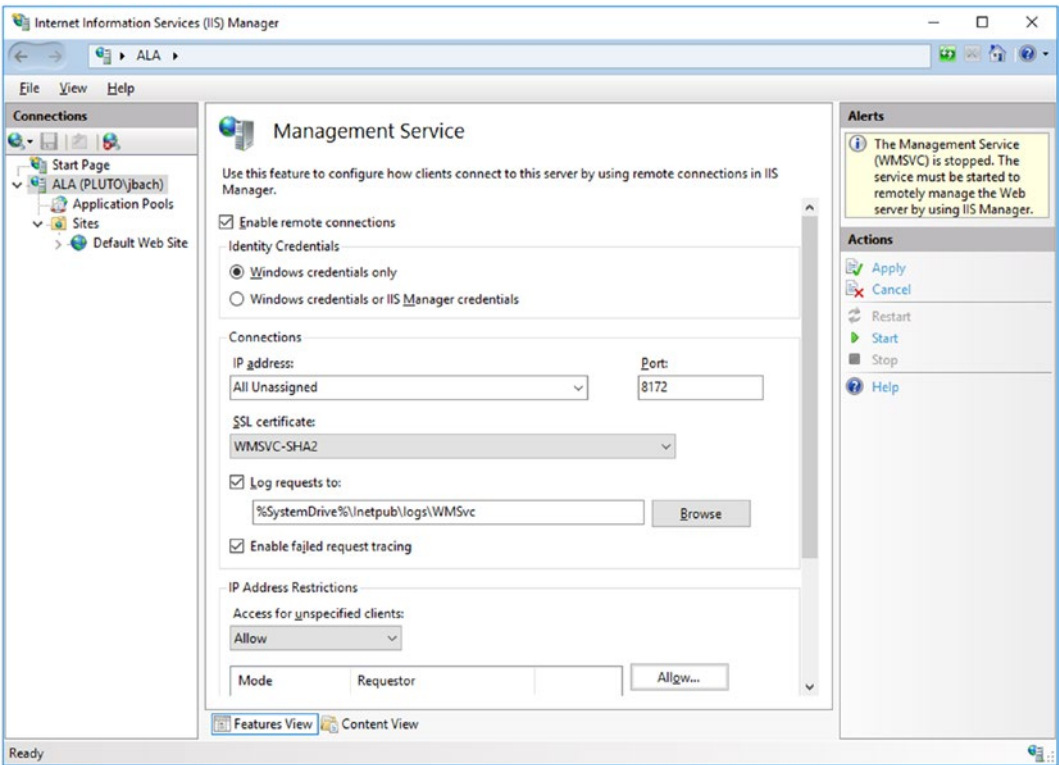 Internet Information Services (IIS) Manager
ALA
File View Help
Connections
Start Page
ALA (PLUTO\jbach)
Application Pools
Sites
Default Web Site
Management Service
Use this feature to configure how clients connect to this server by using remote connections in IIS
Manager.
Enable remote connections
Identity Credentials
Windows credentials only
Windows credentials or IIS Manager credentials
Connections
IP address:
Port:
All Unassigned
8172
SSL certificate:
WMSVC-SHA2
Log requests to:
%SystemDrive%\Inetpub\logs\WMSvc
Browse
Enable failed request tracing
IP Address Restrictions
Access for unspecified clients:
Allow
Mode Requestor
Allow...
Features View Content View
Alerts
The Management Service
(WMSVC) is stopped. The
service must be started to
remotely manage the Web
server by using IIS Manager.
Actions
Apply
Cancel
Restart
Start
Stop
Help
Ready